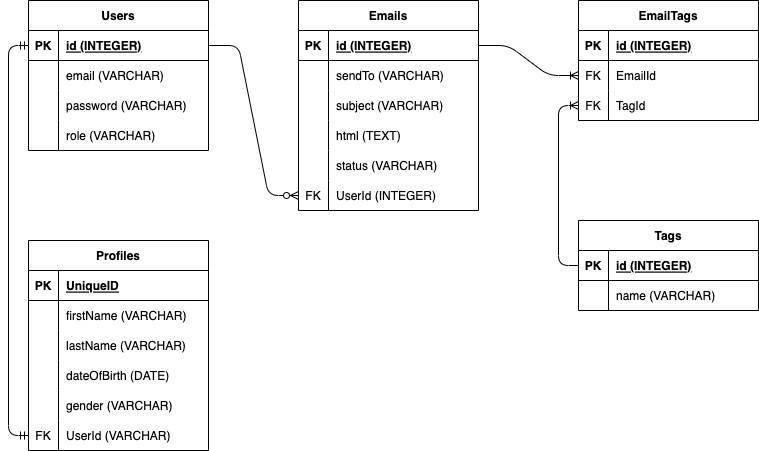 Users
PK id (INTEGER)
email (VARCHAR)
password (VARCHAR)
role (VARCHAR)
Emails
PK id (INTEGER)
sendTo (VARCHAR)
subject (VARCHAR)
html (TEXT)
status (VARCHAR)
FK UserId (INTEGER)
EmailTags
PK id (INTEGER)
FK EmailId
FK TagId
Profiles
PK UniqueID
firstName (VARCHAR)
lastName (VARCHAR)
dateOfBirth (DATE)
gender (VARCHAR)
FK UserId (VARCHAR)
Tags
PK id (INTEGER)
name (VARCHAR)